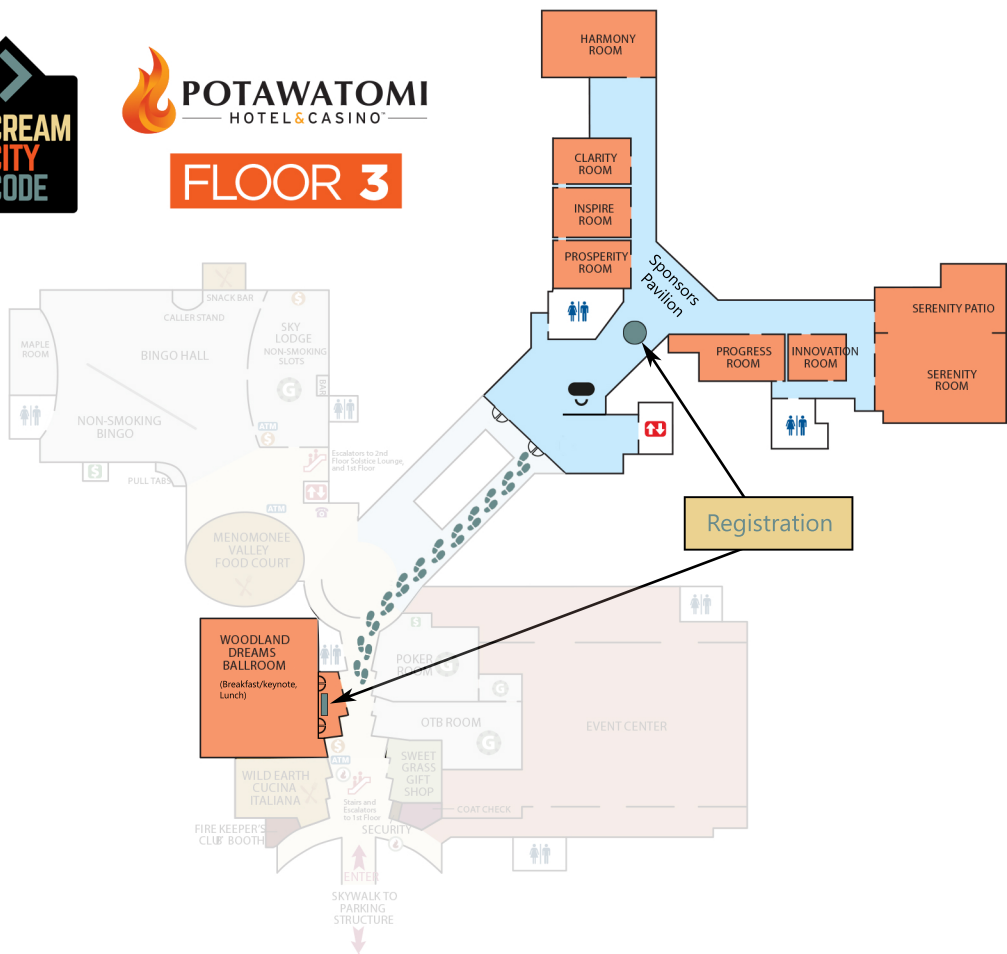 CREAM
CITY
CODE
POTAWATOMI
HOTEL&CASINO
FLOOR 3
HARMONY
ROOM
CLARITY
ROOM
INSPIRE
ROOM
PROSPERITY
ROOM
Sponsors
Pavilion
SERENITY PATIO
SERENITY
ROOM
PROGRESS
ROOM
INNOVATION
ROOM
SNACK BAR
CALLER STAND
MAPLE
ROOM
BINGO HALL
SKY
LODGE
NON-SMOKING
SLOTS
G
BAR
NON-SMOKING
BINGO
ATM
$
$
$
PULL TABS
Escalators to 2nd
Floor Solstice Lounge,
and 1st Floor
ATM
MENOMONEE
VALLEY
FOOD COURT
Registration
WOODLAND
DREAMS
BALLROOM
(Breakfast/keynote,
Lunch)
$
POKER
ROOM
G
G
OTB ROOM
G
EVENT CENTER
$
ATM
WILD EARTH
CUCINA
ITALIANA
SWEET
GRASS
GIFT
SHOP
Stairs and
Escalators
to 1st Floor
COAT CHECK
FIRE KEEPER'S
CLUB BOOTH
SECURITY
ENTER
SKYWALK TO
PARKING
STRUCTURE